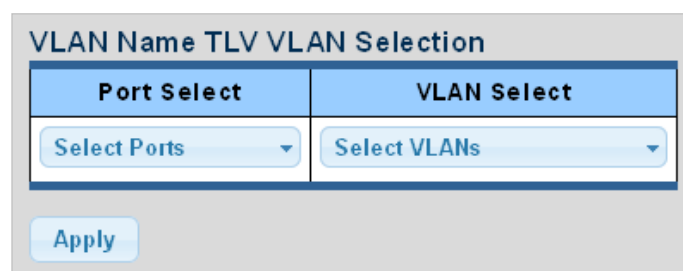 VLAN Name TLV VLAN Selection
Port Select VLAN Select
Select Ports Select VLANs
Apply